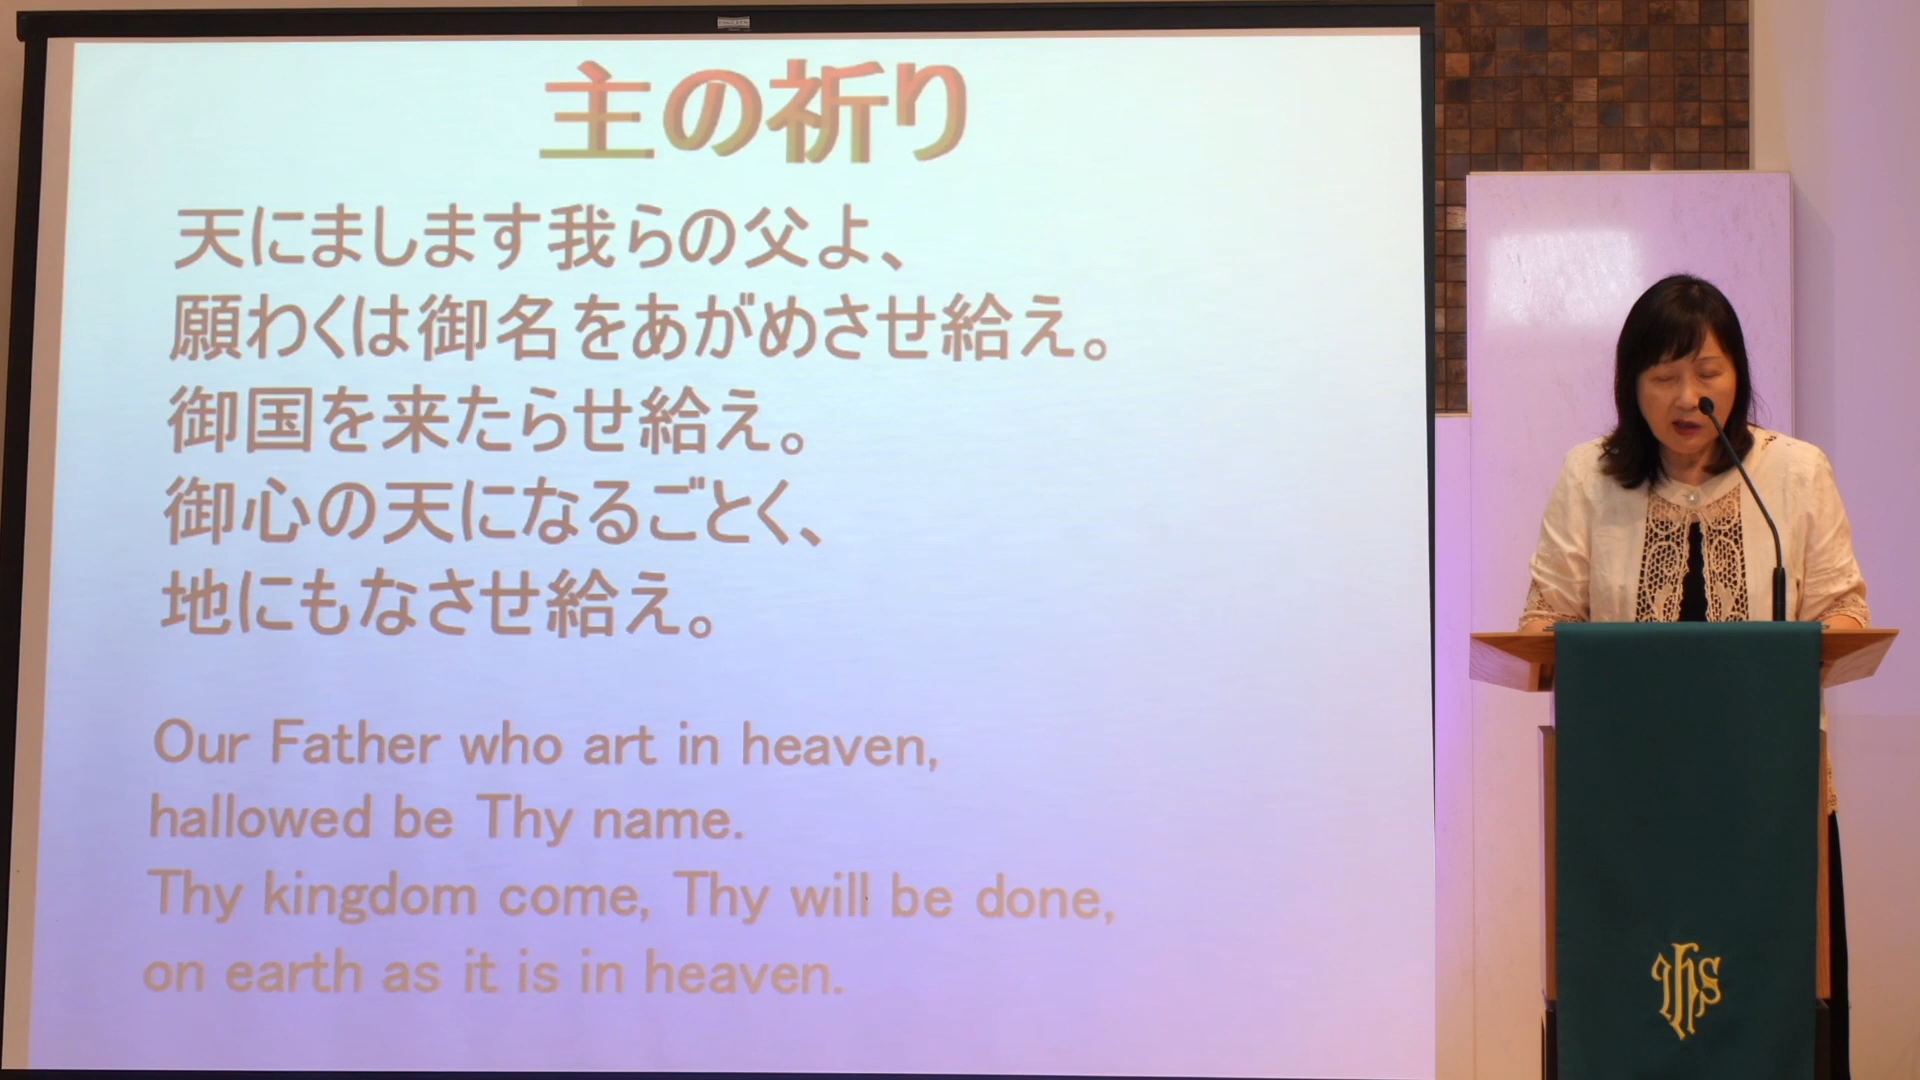 主の祈り
天にまします我らの父よ、
願わくは御名をあがめさせ給え。
御国を来たらせ給え。
御心の天になるごとく、
地にもなさせ給え。
Our Father who art in heaven,
hallowed be Thy name.
Thy kingdom come, Thy will be done,
on earth as it is in heaven.
IHS